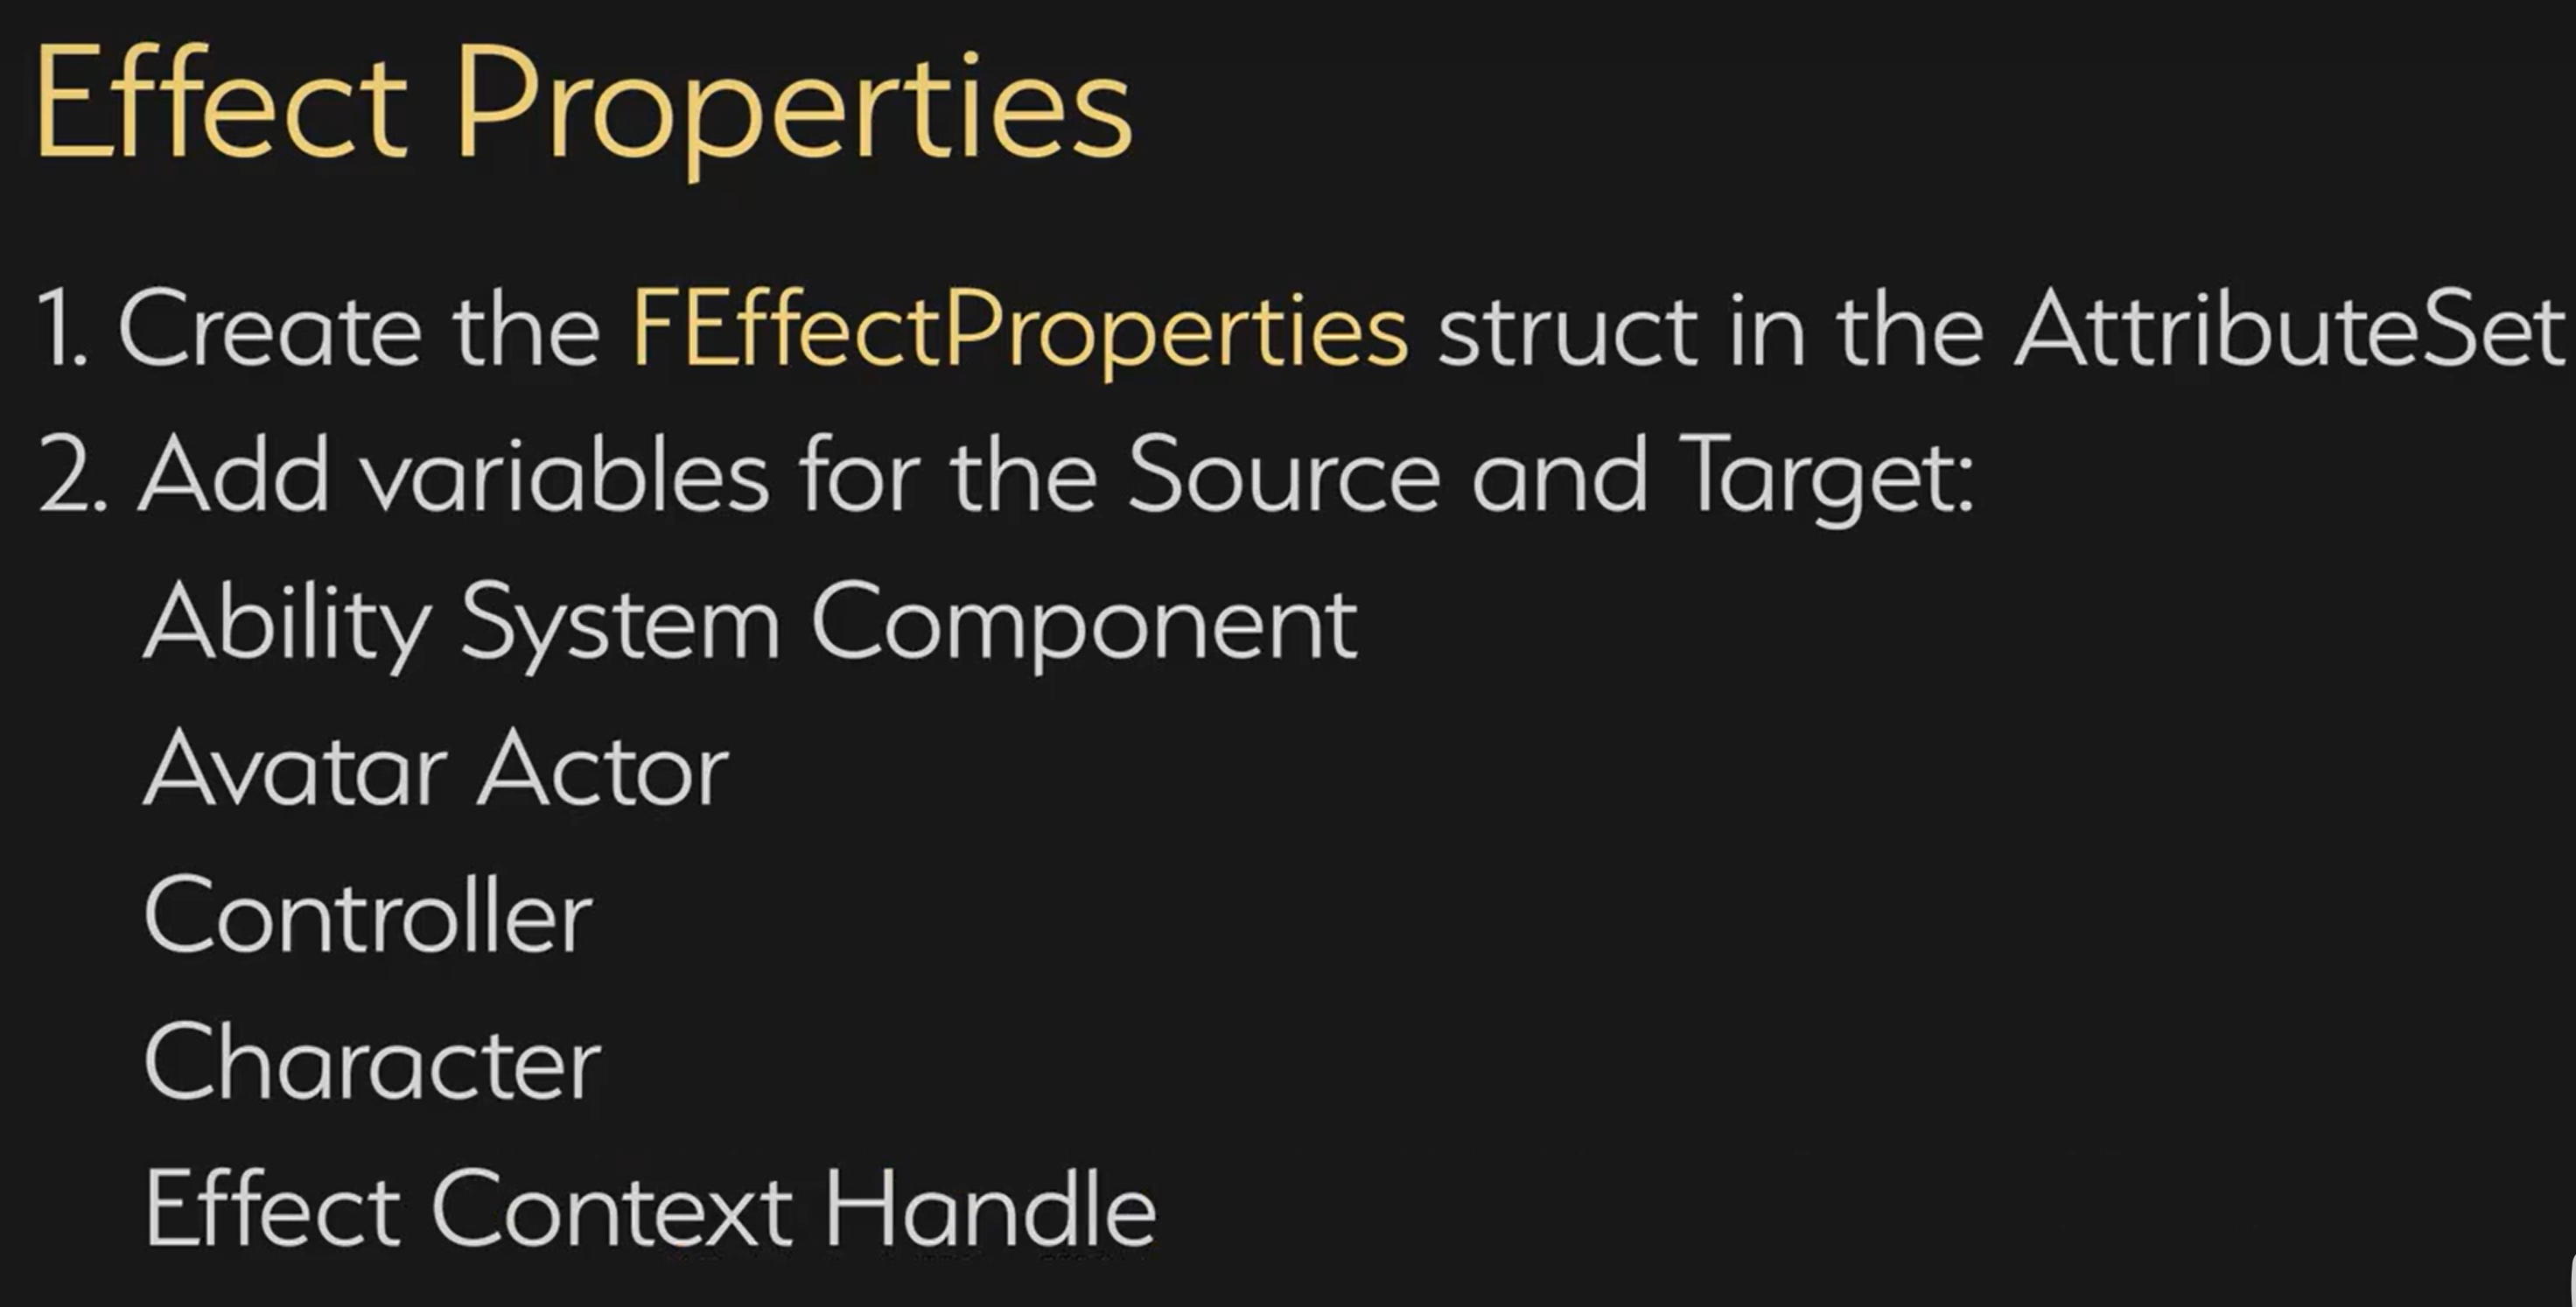 Effect Properties
1. Create the FEffectProperties struct in the AttributeSet
2. Add variables for the Source and Target:
Ability System Component
Avatar Actor
Controller
Character
Effect Context Handle